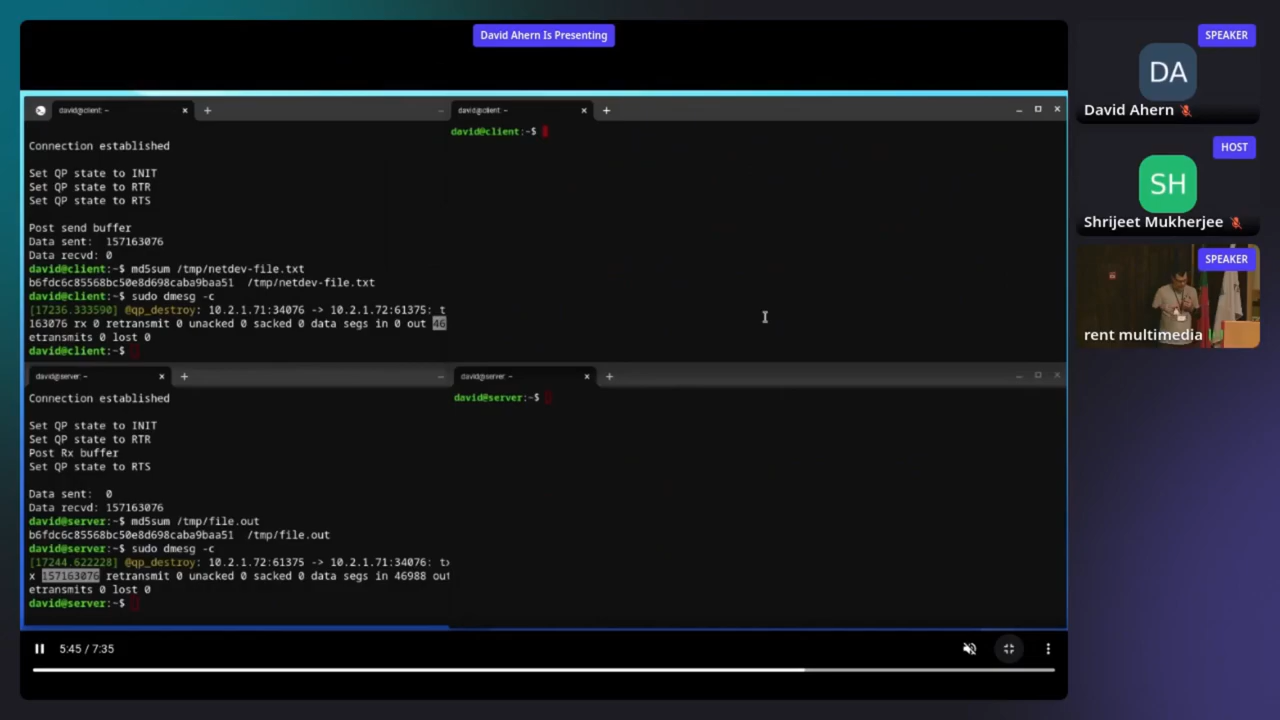 David Ahern Is Presenting
david@client: ~ × +
Connection established
Set QP state to INIT
Set QP state to RTR
Set QP state to RTS
Post send buffer
Data sent: 157163076
Data recvd: 0
david@client:~$ md5sum /tmp/netdev-file.txt
b6fdc6c85568bc50e8d698caba9baa51 /tmp/netdev-file.txt
david@client:~$ sudo dmesg -c
[17236.333590] @qp_destroy: 10.2.1.71:34076 -> 10.2.1.72:61375: t
163076 rx 0 retransmit 0 unacked 0 sacked 0 data segs in 0 out 46
etransmits 0 lost 0
david@client:~$
david@client: ~ × +
david@client:~$
david@server: ~ × +
Connection established
Set QP state to INIT
Set QP state to RTR
Post Rx buffer
Set QP state to RTS
Data sent: 0
Data recvd: 157163076
david@server:~$ md5sum /tmp/file.out
b6fdc6c85568bc50e8d698caba9baa51 /tmp/file.out
david@server:~$ sudo dmesg -c
[17244.622228] @qp_destroy: 10.2.1.72:61375 -> 10.2.1.71:34076: t
x 157163076 retransmit 0 unacked 0 sacked 0 data segs in 46988 out
etransmits 0 lost 0
david@server:~$
david@server: ~ × +
david@server:~$
5:45 / 7:35
SPEAKER
DA
David Ahern
HOST
SH
Shrijeet Mukherjee
SPEAKER
rent multimedia